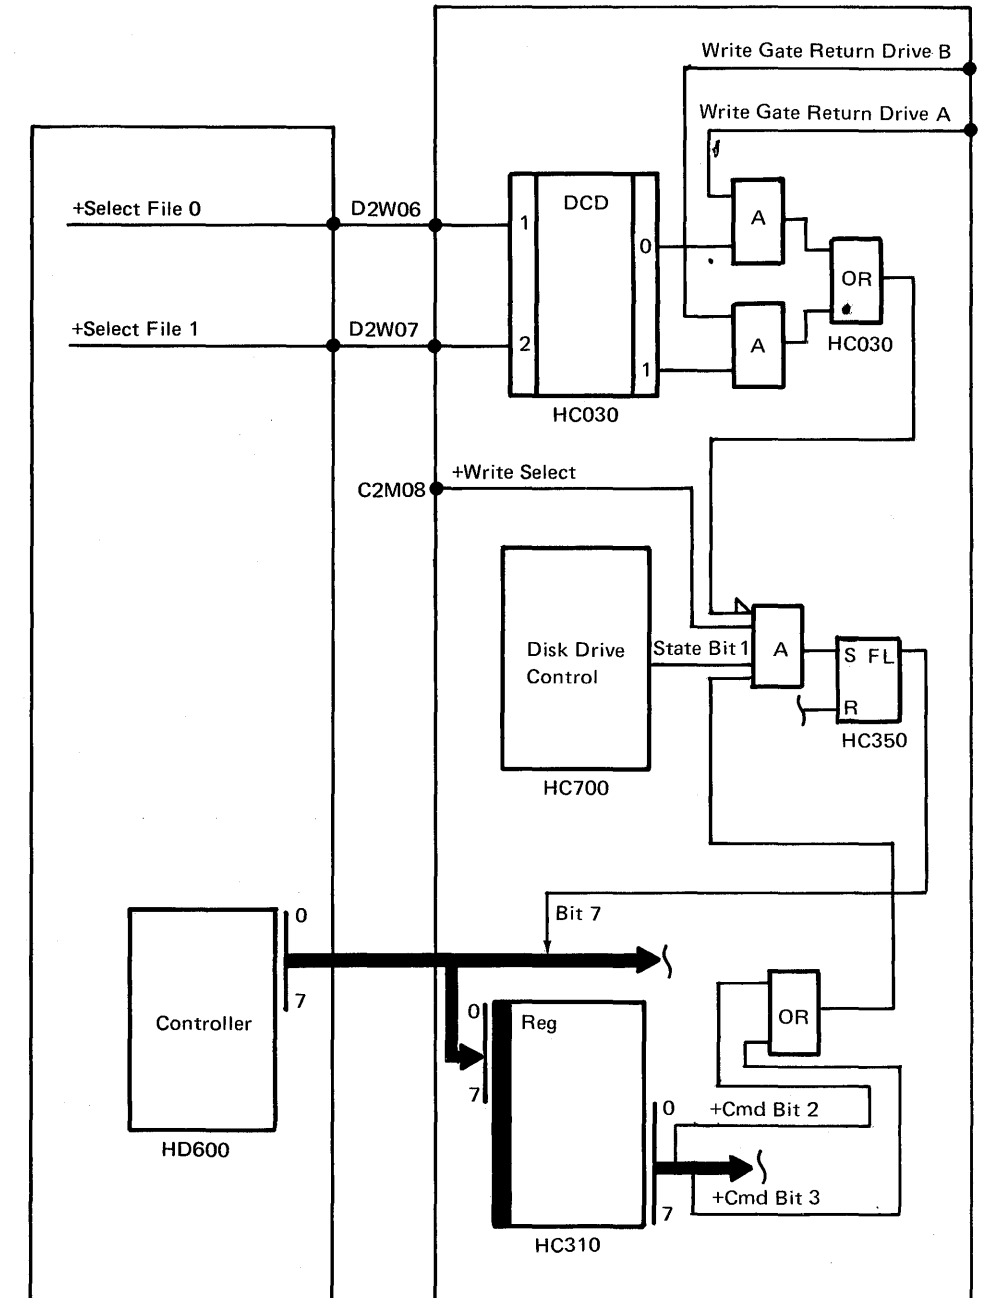 Write Gate Return Drive B
Write Gate Return Drive A
+Select File 0
D2W06
1
DCD
0
A
OR
HC030
+Select File 1
D2W07
2
1
A
HC030
+Write Select
C2M08
Disk Drive
Control
State Bit 1
A
S FL
R
HC350
HC700
Bit 7
0
7
Controller
HD600
0
7
Reg
OR
0
7
+Cmd Bit 2
+Cmd Bit 3
HC310